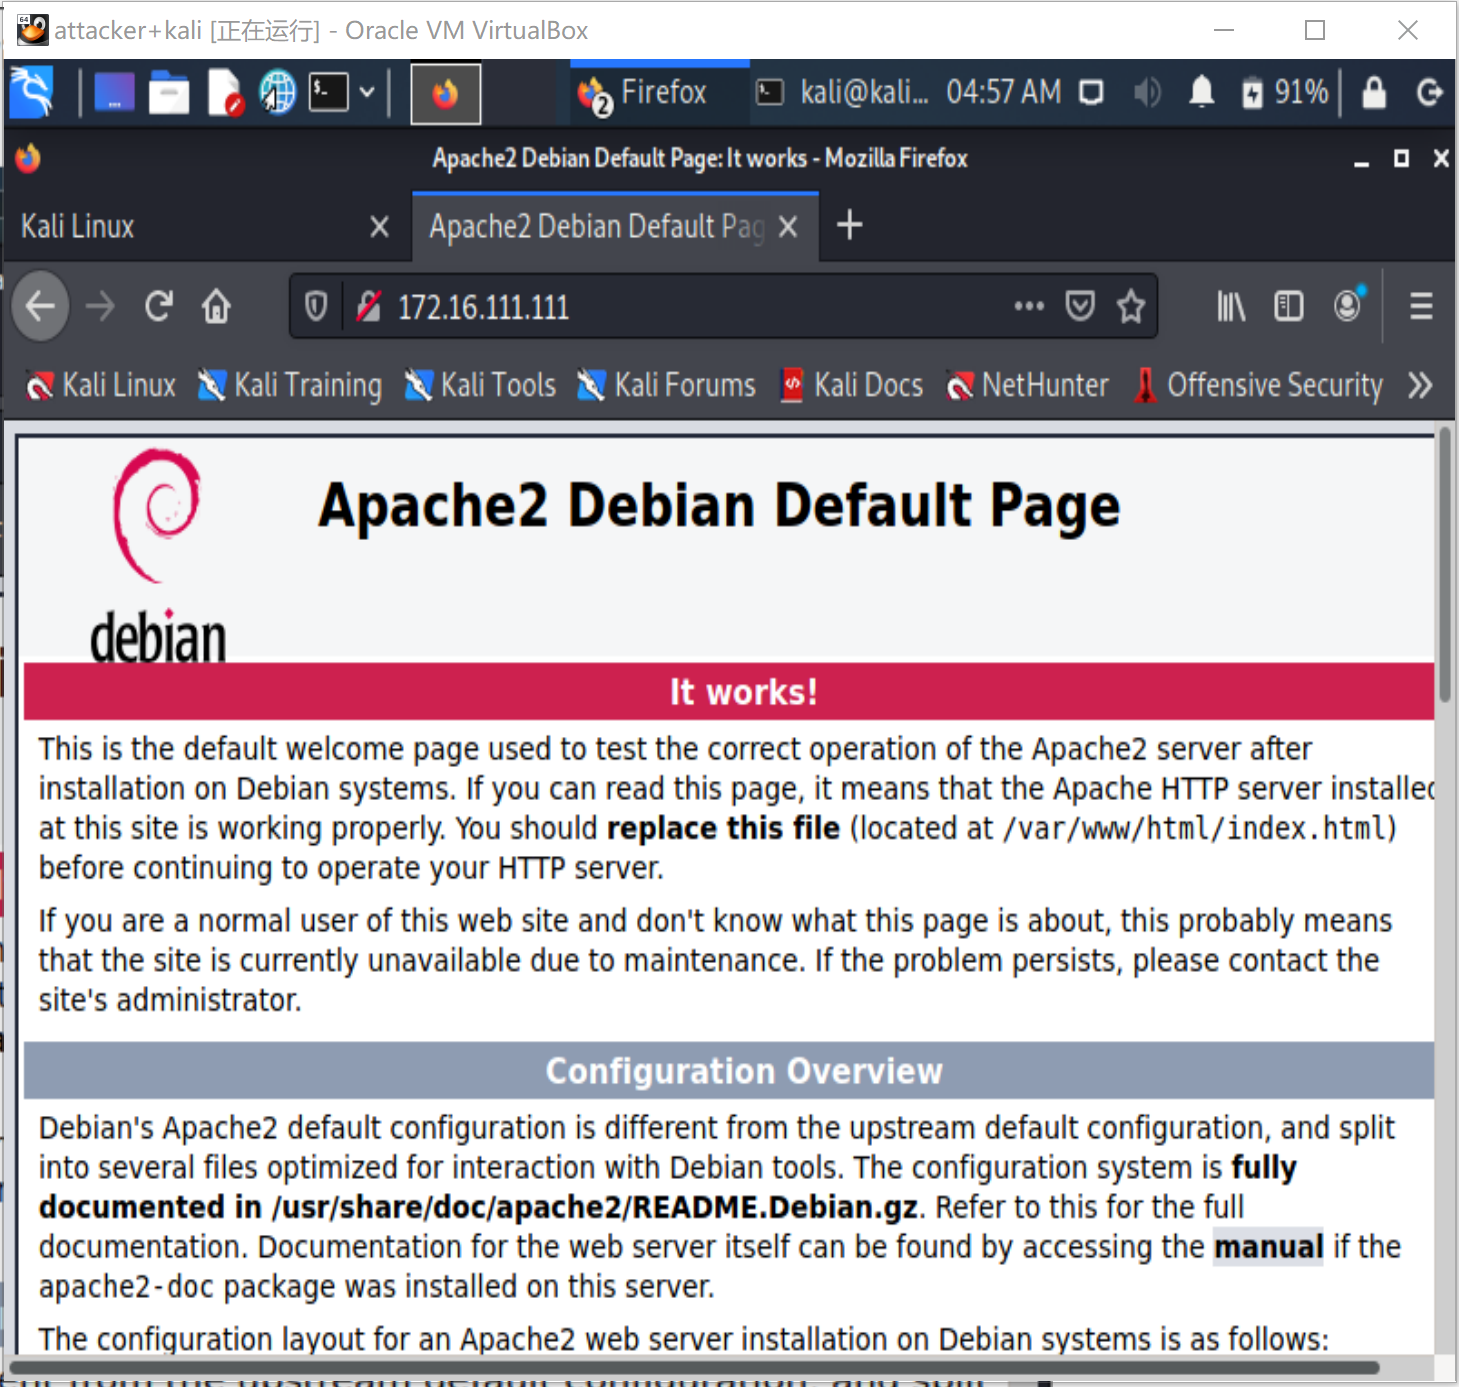 attacker+kali [正在运行] - Oracle VM VirtualBox
Firefox
kali@kali...
04:57 AM
91%
Apache2 Debian Default Page: It works - Mozilla Firefox
Kali Linux
Apache2 Debian Default Pag
172.16.111.111
Kali Linux
Kali Training
Kali Tools
Kali Forums
Kali Docs
NetHunter
Offensive Security
debian
Apache2 Debian Default Page
It works!
This is the default welcome page used to test the correct operation of the Apache2 server after
installation on Debian systems. If you can read this page, it means that the Apache HTTP server installed
at this site is working properly. You should replace this file (located at /var/www/html/index.html)
before continuing to operate your HTTP server.
If you are a normal user of this web site and don't know what this page is about, this probably means
that the site is currently unavailable due to maintenance. If the problem persists, please contact the
site's administrator.
Configuration Overview
Debian's Apache2 default configuration is different from the upstream default configuration, and split
into several files optimized for interaction with Debian tools. The configuration system is fully
documented in /usr/share/doc/apache2/README.Debian.gz. Refer to this for the full
documentation. Documentation for the web server itself can be found by accessing the manual if the
apache2-doc package was installed on this server.
The configuration layout for an Apache2 web server installation on Debian systems is as follows: